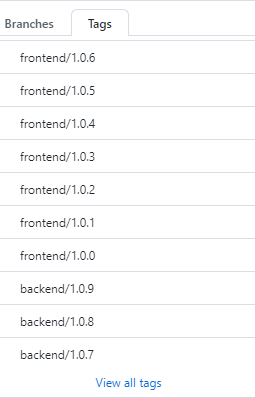 Branches Tags
frontend/1.0.6
frontend/1.0.5
frontend/1.0.4
frontend/1.0.3
frontend/1.0.2
frontend/1.0.1
frontend/1.0.0
backend/1.0.9
backend/1.0.8
backend/1.0.7
View all tags